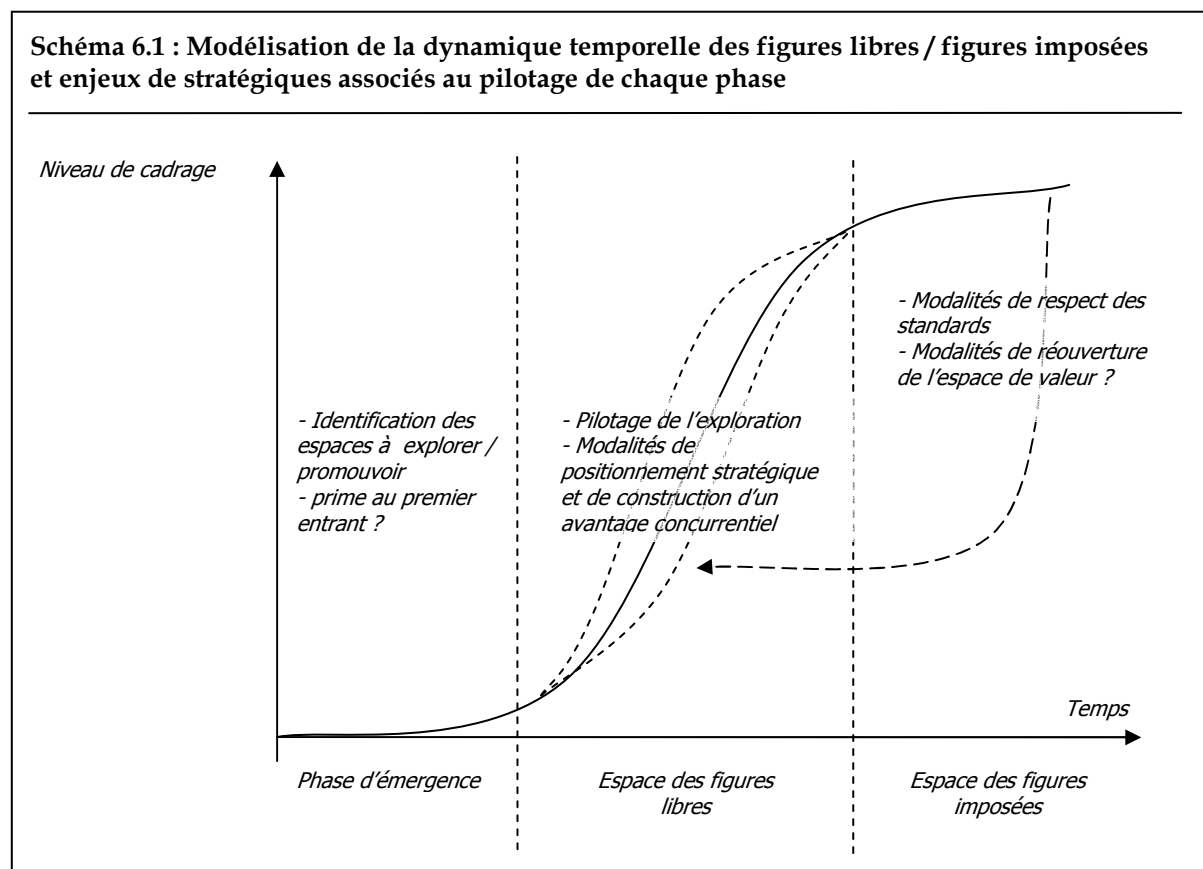 Schéma 6.1 : Modélisation de la dynamique temporelle des figures libres / figures imposées
et enjeux de stratégiques associés au pilotage de chaque phase
Niveau de cadrage
- Modalités de respect des
standards
- Modalités de réouverture
de l'espace de valeur ?
- Identification des
espaces à explorer /
promouvoir
- prime au premier
entrant ?
- Pilotage de l'exploration
- Modalités de
positionnement stratégique
et de construction d'un
avantage concurrentiel
Temps
Phase d'émergence
Espace des figures
libres
Espace des figures
imposées